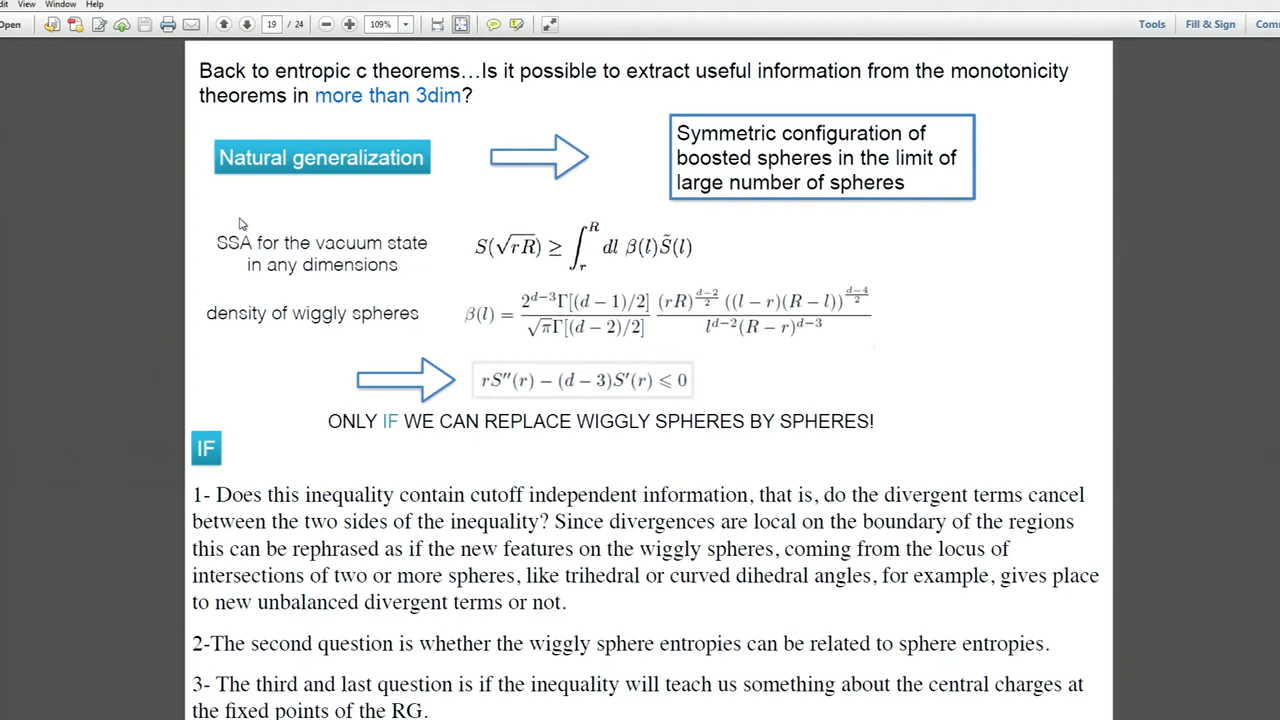 dit View Window Help
Open 19 / 24 109% Tools Fill & Sign Com
Back to entropic c theorems…Is it possible to extract useful information from the monotonicity
theorems in more than 3dim?
Natural generalization
Symmetric configuration of
boosted spheres in the limit of
large number of spheres
SSA for the vacuum state
in any dimensions
S(√rR) ≥ ∫_r^R dl β(l)S̃(l)
density of wiggly spheres
β(l) = 2^{d−3}Γ[(d − 1)/2] / √πΓ[(d − 2)/2] (rR)^{(d−2)/2} ((l − r)(R − l))^{(d−4)/2} / l^{d−2}(R − r)^{d−3}
rS″(r) − (d − 3)S′(r) ⩽ 0
ONLY IF WE CAN REPLACE WIGGLY SPHERES BY SPHERES!
IF
1- Does this inequality contain cutoff independent information, that is, do the divergent terms cancel
between the two sides of the inequality? Since divergences are local on the boundary of the regions
this can be rephrased as if the new features on the wiggly spheres, coming from the locus of
intersections of two or more spheres, like trihedral or curved dihedral angles, for example, gives place
to new unbalanced divergent terms or not.
2-The second question is whether the wiggly sphere entropies can be related to sphere entropies.
3- The third and last question is if the inequality will teach us something about the central charges at
the fixed points of the RG.